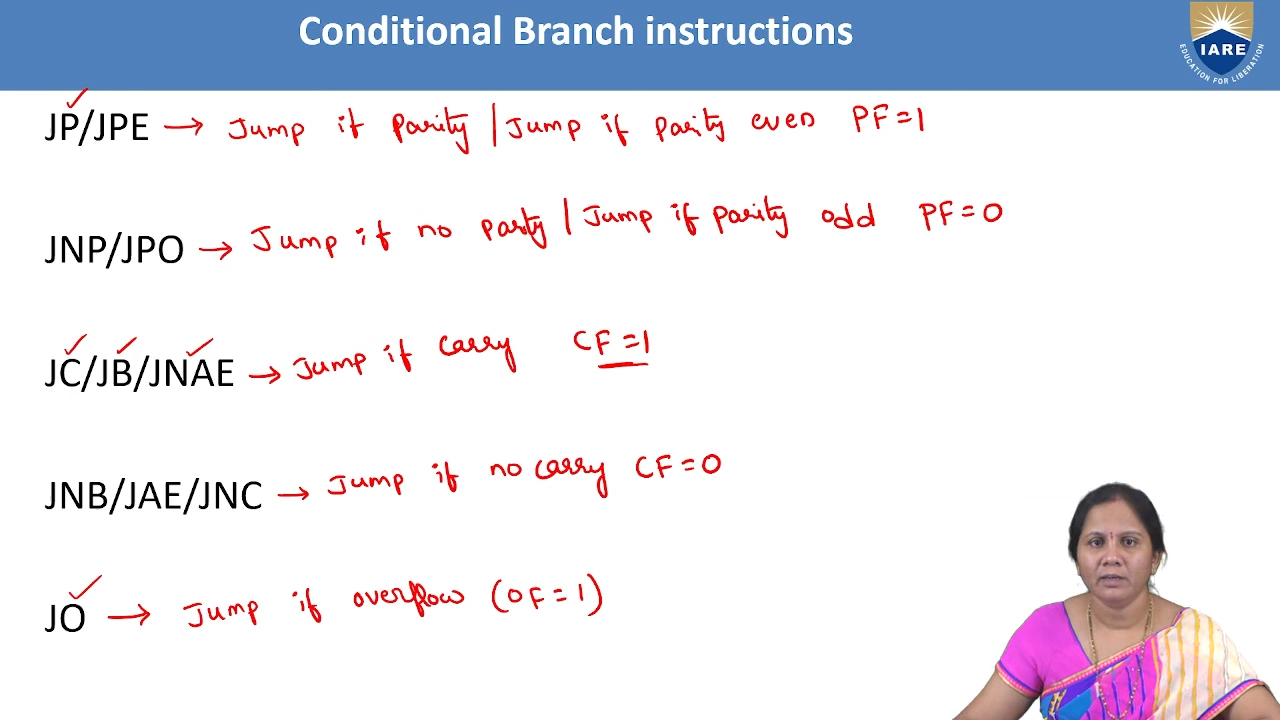 Conditional Branch instructions
IARE
EDUCATION FOR LIBERATION
JP/JPE → Jump if parity | Jump if parity even PF=1
JNP/JPO → Jump if no party | Jump if parity odd PF=0
JC/JB/JNAE → Jump if carry CF=1
JNB/JAE/JNC → Jump if no carry CF=0
JO → Jump if overflow (OF=1)